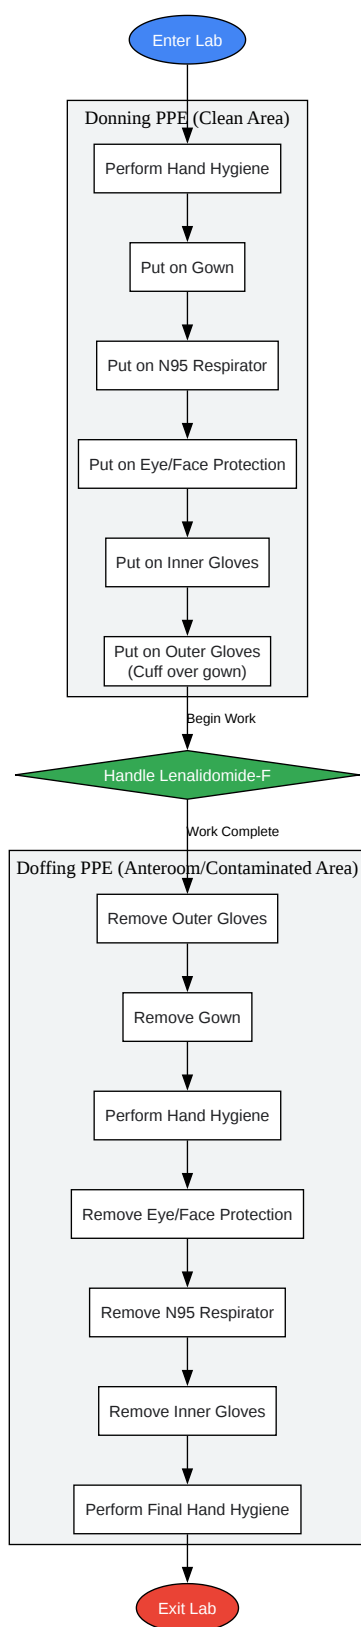 Enter Lab
Donning PPE (Clean Area)
Perform Hand Hygiene
Put on Gown
Put on N95 Respirator
Put on Eye/Face Protection
Put on Inner Gloves
Put on Outer Gloves
(Cuff over gown)
Begin Work
Handle Lenalidomide-F
Work Complete
Doffing PPE (Anteroom/Contaminated Area)
Remove Outer Gloves
Remove Gown
Perform Hand Hygiene
Remove Eye/Face Protection
Remove N95 Respirator
Remove Inner Gloves
Perform Final Hand Hygiene
Exit Lab